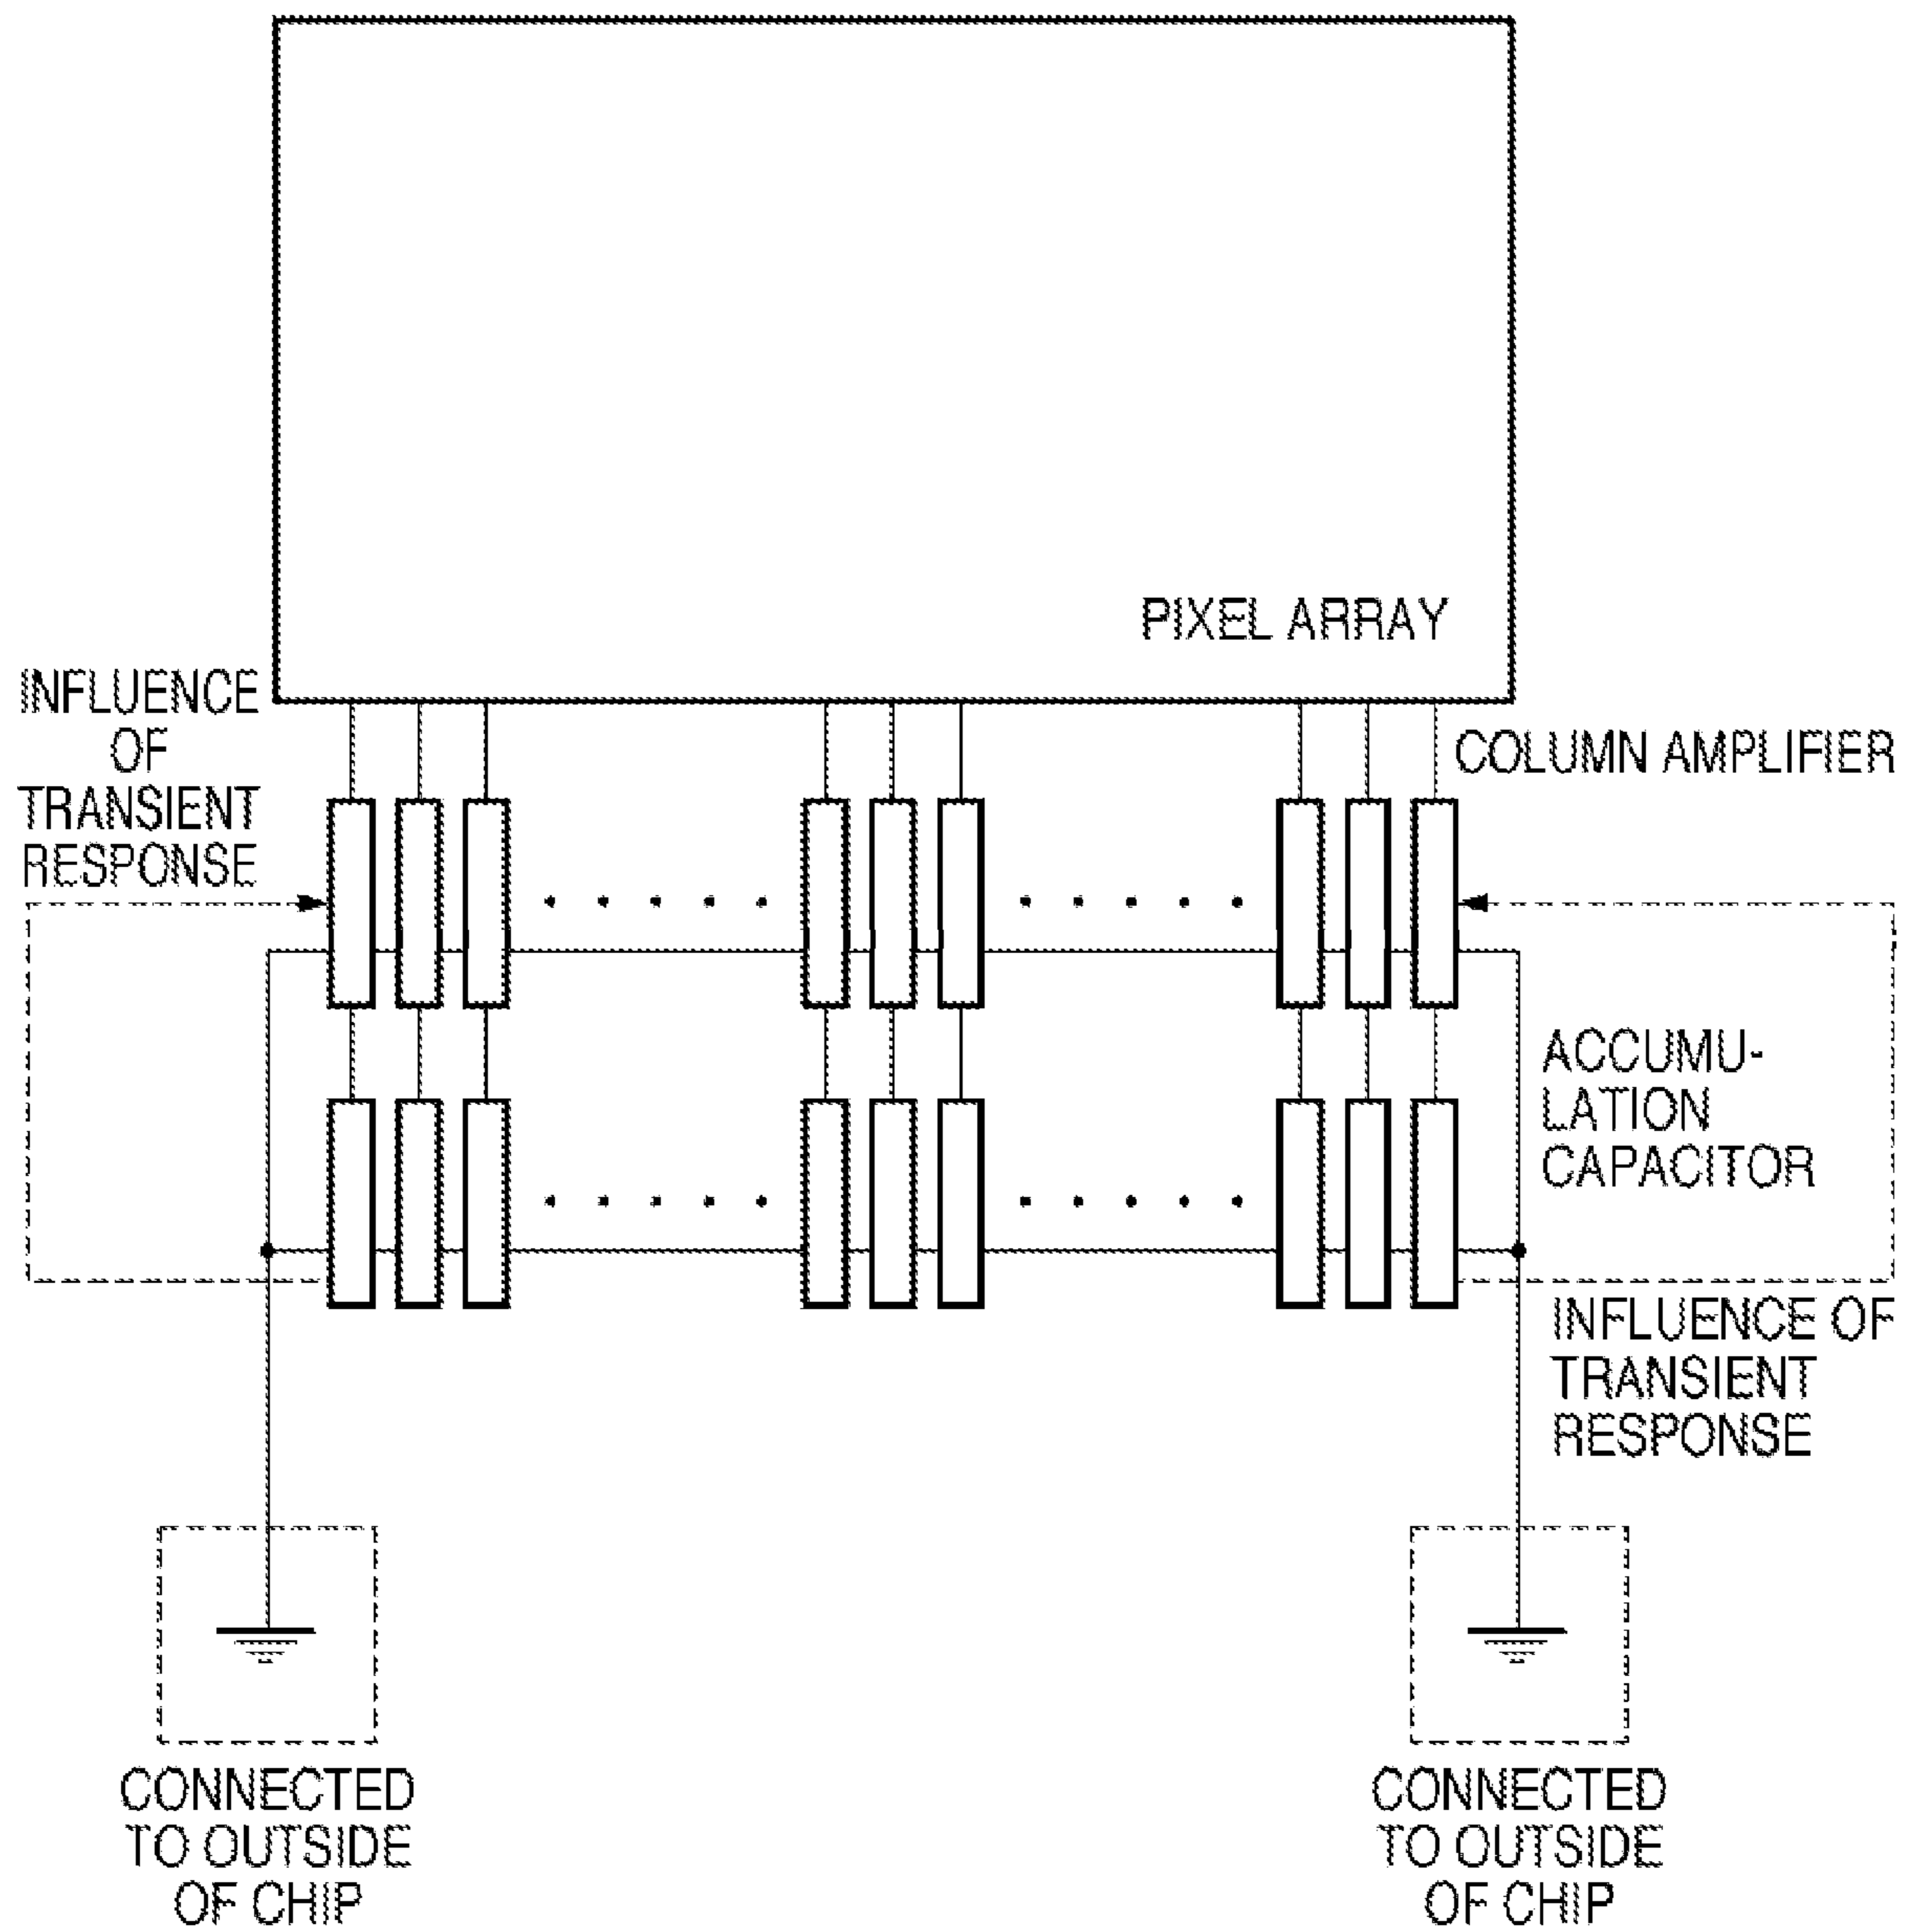 PIXEL ARRAY
INFLUENCE
OF
TRANSIENT
RESPONSE
COLUMN AMPLIFIER
ACCUMU-
LATION
CAPACITOR
INFLUENCE OF
TRANSIENT
RESPONSE
CONNECTED
TO OUTSIDE
OF CHIP
CONNECTED
TO OUTSIDE
OF CHIP